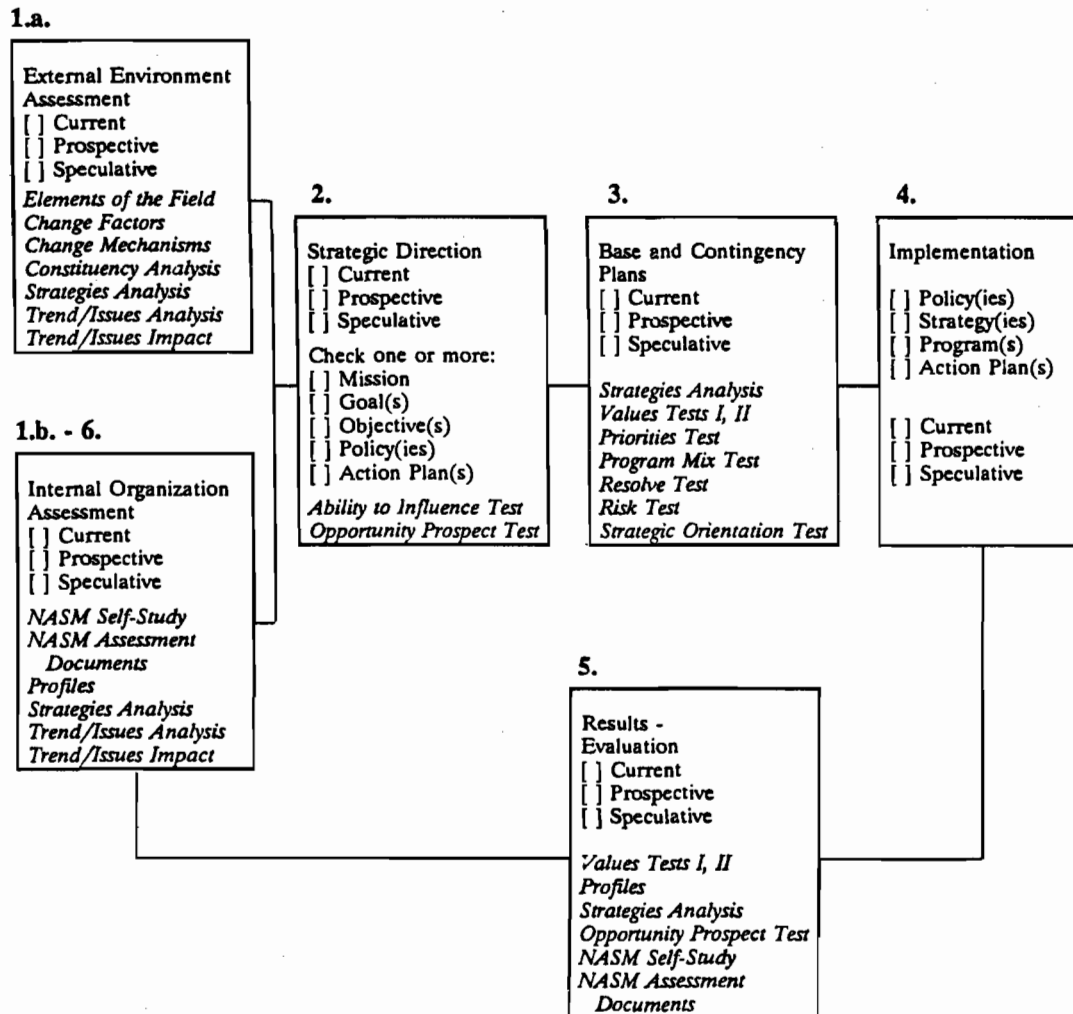 1.a.
External Environment
Assessment
[ ] Current
[ ] Prospective
[ ] Speculative
Elements of the Field
Change Factors
Change Mechanisms
Constituency Analysis
Strategies Analysis
Trend/Issues Analysis
Trend/Issues Impact
1.b. - 6.
Internal Organization
Assessment
[ ] Current
[ ] Prospective
[ ] Speculative
NASM Self-Study
NASM Assessment
Documents
Profiles
Strategies Analysis
Trend/Issues Analysis
Trend/Issues Impact
2.
Strategic Direction
[ ] Current
[ ] Prospective
[ ] Speculative
Check one or more:
[ ] Mission
[ ] Goal(s)
[ ] Objective(s)
[ ] Policy(ies)
[ ] Action Plan(s)
Ability to Influence Test
Opportunity Prospect Test
3.
Base and Contingency
Plans
[ ] Current
[ ] Prospective
[ ] Speculative
Strategies Analysis
Values Tests I, II
Priorities Test
Program Mix Test
Resolve Test
Risk Test
Strategic Orientation Test
4.
Implementation
[ ] Policy(ies)
[ ] Strategy(ies)
[ ] Program(s)
[ ] Action Plan(s)
[ ] Current
[ ] Prospective
[ ] Speculative
5.
Results -
Evaluation
[ ] Current
[ ] Prospective
[ ] Speculative
Values Tests I, II
Profiles
Strategies Analysis
Opportunity Prospect Test
NASM Self-Study
NASM Assessment
Documents